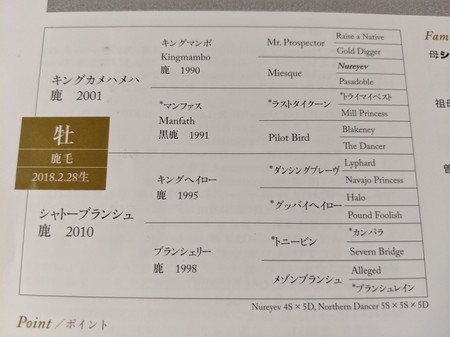 Fam
母シ
祖母
曽
牡
鹿毛
2018.2.28生
キングカメハメハ
鹿 2001
シャトーブランシュ
鹿 2010
キングマンボ
Kingmambo
鹿 1990
*マンファス
Manfath
黒鹿 1991
キングヘイロー
鹿 1995
ブランシェリー
鹿 1998
Mr. Prospector
Miesque
*ラストタイクーン
Pilot Bird
*ダンシングブレーヴ
*グッバイヘイロー
*トニービン
メゾンブランシュ
Raise a Native
Gold Digger
Nureyev
Pasadoble
*トライマイベスト
Mill Princess
Blakeney
The Dancer
Lyphard
Navajo Princess
Halo
Pound Foolish
*カンパラ
Severn Bridge
Alleged
*ブランシュレイン
Nureyev 4S × 5D, Northern Dancer 5S × 5S × 5D
Point / ポイント